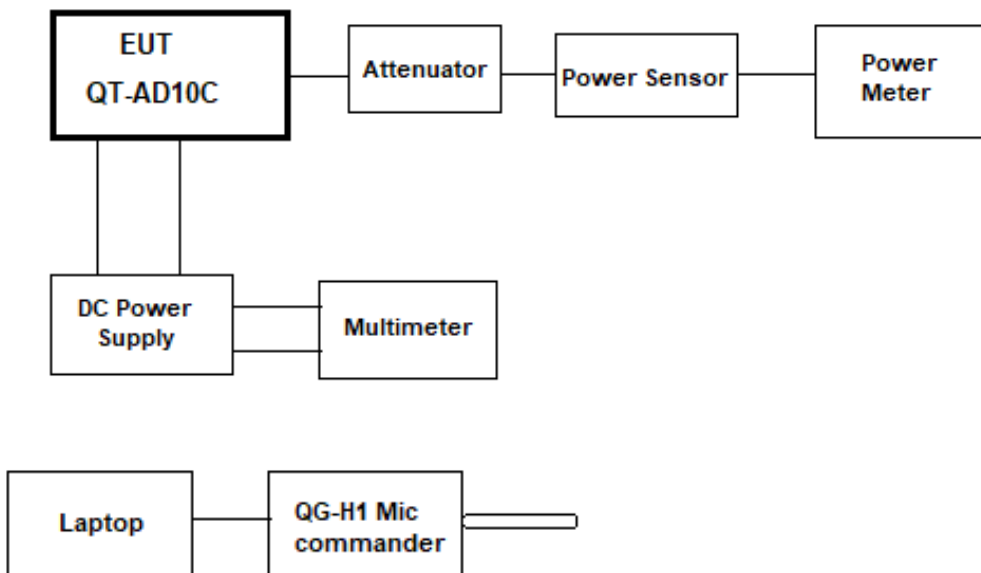 EUT
QT-AD10C
Attenuator
Power Sensor
Power
Meter
DC Power
Supply
Multimeter
Laptop
QG-H1 Mic
commander